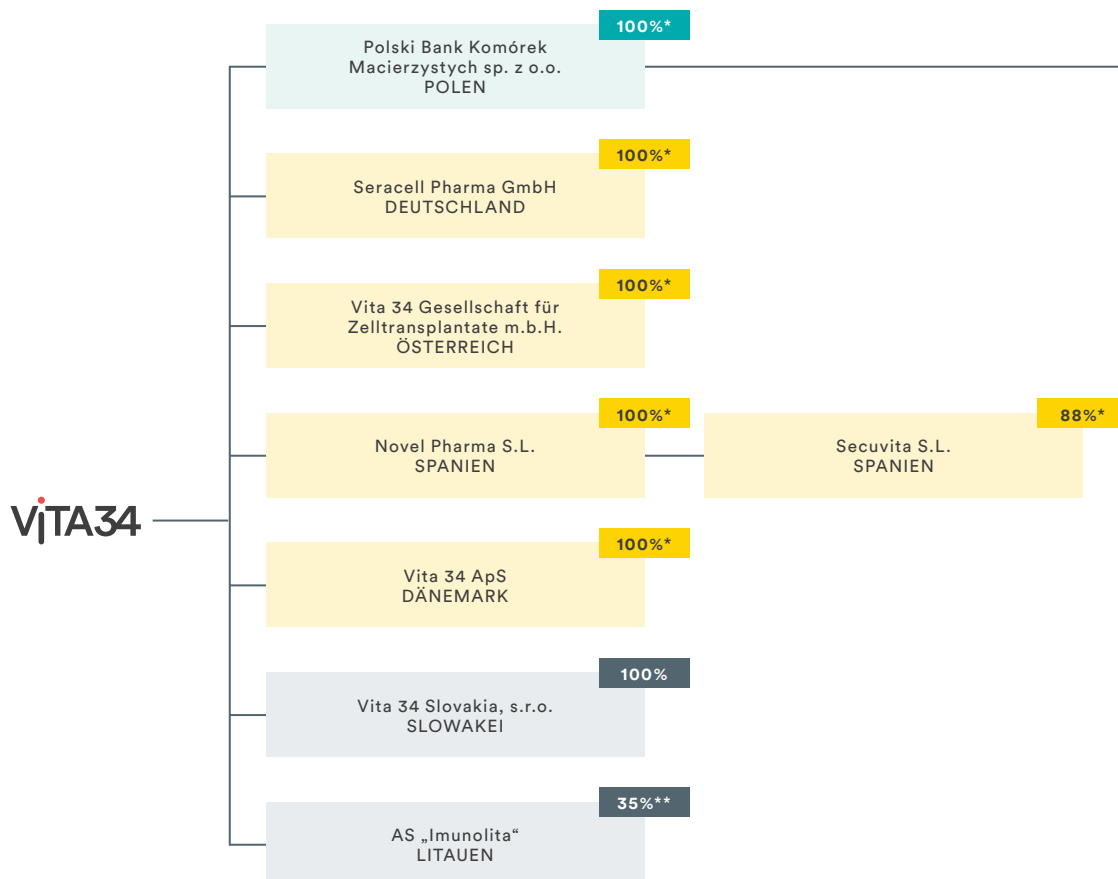 100%*
Polski Bank Komórek
Macierzystych sp. z o.o.
POLEN
100%*
Seracell Pharma GmbH
DEUTSCHLAND
100%*
Vita 34 Gesellschaft für
Zelltransplantate m.b.H.
ÖSTERREICH
100%*
Novel Pharma S.L.
SPANIEN
88%*
Secuvita S.L.
SPANIEN
ViTA34
100%*
Vita 34 ApS
DÄNEMARK
100%
Vita 34 Slovakia, s.r.o.
SLOWAKEI
35%**
AS „Imunolita“
LITAUEN